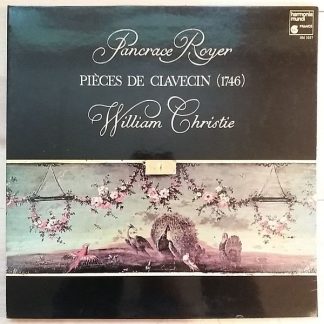 harmonia
mundi
FRANCE
Pancrace Royer
PIÈCES DE CLAVECIN (1746)
William Christie